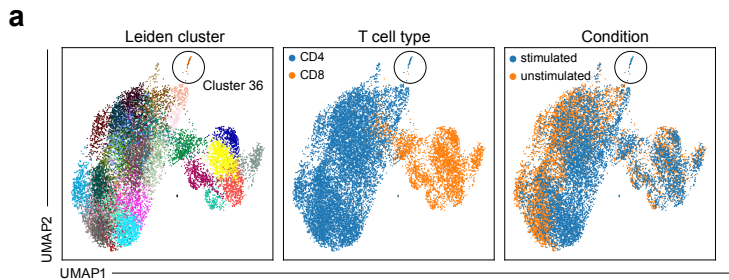 a
Leiden cluster
T cell type
Condition
Cluster 36
CD4
CD8
stimulated
unstimulated
UMAP2
UMAP1